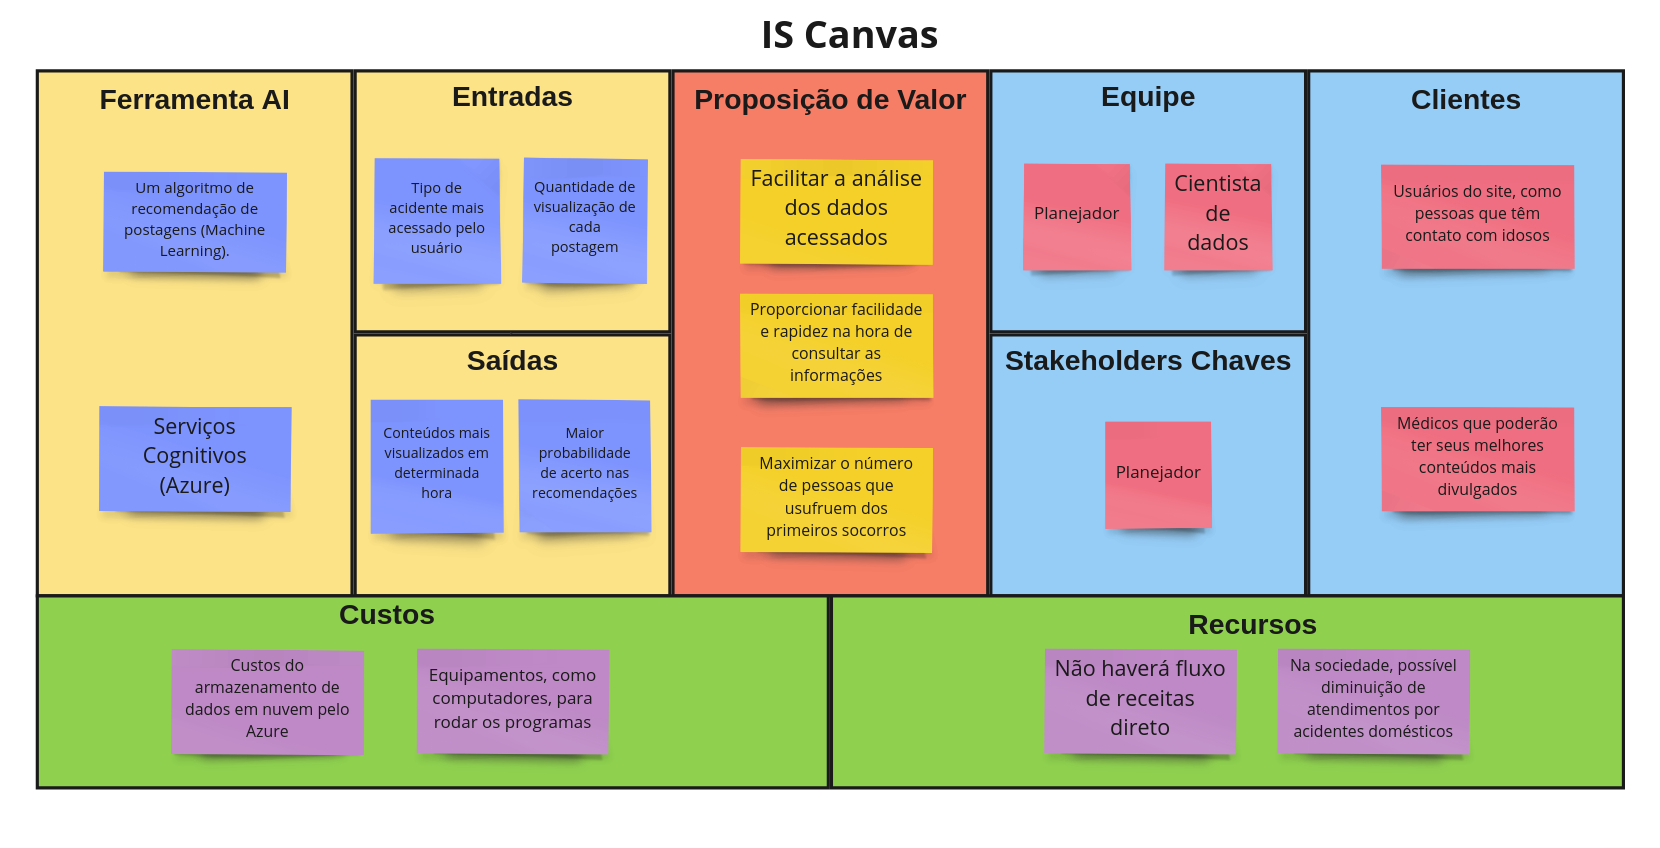 IS Canvas
Ferramenta AI
Um algoritmo de
recomendação de
postagens (Machine
Learning).
Serviços
Cognitivos
(Azure)
Entradas
Tipo de
acidente mais
acessado pelo
usuário
Quantidade de
visualização de
cada
postagem
Saídas
Conteúdos mais
visualizados em
determinada
hora
Maior
probabilidade
de acerto nas
recomendações
Proposição de Valor
Facilitar a análise
dos dados
acessados
Proporcionar facilidade
e rapidez na hora de
consultar as
informações
Maximizar o número
de pessoas que
usufruem dos
primeiros socorros
Equipe
Planejador
Cientista
de
dados
Stakeholders Chaves
Planejador
Clientes
Usuários do site, como
pessoas que têm
contato com idosos
Médicos que poderão
ter seus melhores
conteúdos mais
divulgados
Custos
Custos do
armazenamento de
dados em nuvem pelo
Azure
Equipamentos, como
computadores, para
rodar os programas
Recursos
Não haverá fluxo
de receitas
direto
Na sociedade, possível
diminuição de
atendimentos por
acidentes domésticos